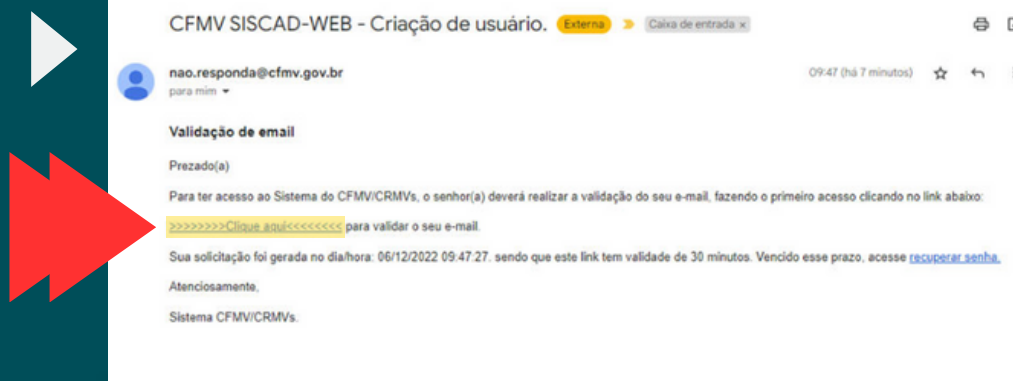 CFMV SISCAD-WEB - Criação de usuário. Externa Caixa de entrada x
nao.responda@cfmv.gov.br 09:47 (há 7 minutos)
para mim
Validação de email
Prezado(a)
Para ter acesso ao Sistema do CFMV/CRMVs, o senhor(a) deverá realizar a validação do seu e-mail, fazendo o primeiro acesso clicando no link abaixo:
>>>>>>>>Clique aqui<<<<<<<< para validar o seu e-mail.
Sua solicitação foi gerada no dia/hora: 06/12/2022 09:47:27. sendo que este link tem validade de 30 minutos. Vencido esse prazo, acesse recuperar senha.
Atenciosamente,
Sistema CFMV/CRMVs.